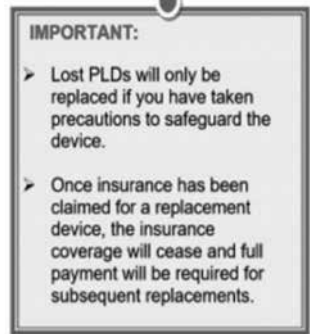 IMPORTANT:
➢ Lost PLDs will only be
replaced if you have taken
precautions to safeguard the
device.
➢ Once insurance has been
claimed for a replacement
device, the insurance
coverage will cease and full
payment will be required for
subsequent replacements.